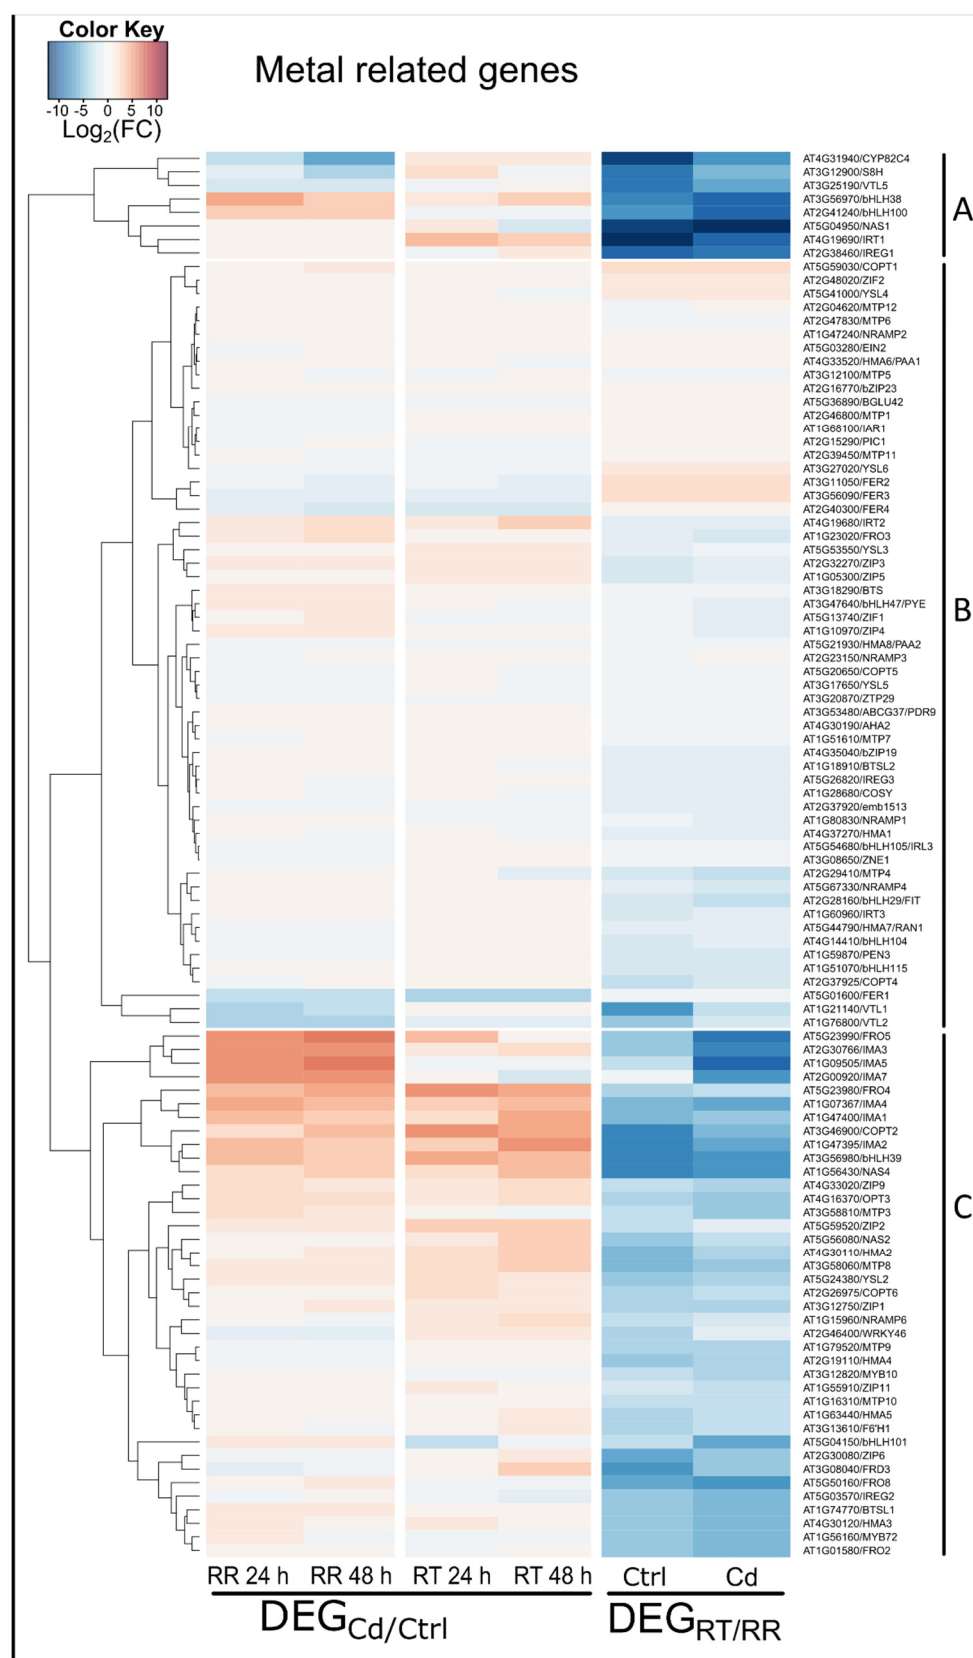 Color Key
-10 -5 0 5 10
Log2(FC)
Metal related genes
AT4G31940/CYP82C4
AT3G12900/S8H
AT3G25190/VTL5
AT3G56970/bHLH38
AT2G41240/bHLH100
AT5G04950/NAS1
AT4G19690/IRT1
AT2G38460/IREG1
A
AT5G59030/COPT1
AT2G48020/ZIF2
AT5G41000/YSL4
AT2G04620/MTP12
AT2G47830/MTP6
AT1G47240/NRAMP2
AT5G03280/EIN2
AT4G33520/HMA6/PAA1
AT3G12100/MTP5
AT2G16770/bZIP23
AT5G36890/BGLU42
AT2G46800/MTP1
AT1G68100/IAR1
AT2G15290/PIC1
AT2G39450/MTP11
AT3G27020/YSL6
AT3G11050/FER2
AT3G56090/FER3
AT2G40300/FER4
AT4G19680/IRT2
AT1G23020/FRO3
AT5G53550/YSL3
AT2G32270/ZIP3
AT1G05300/ZIP5
AT3G18290/BTS
AT3G47640/bHLH47/PYE
AT5G13740/ZIF1
AT1G10970/ZIP4
AT5G21930/HMA8/PAA2
AT2G23150/NRAMP3
AT5G20650/COPT5
AT3G17650/YSL5
AT3G20870/ZTP29
AT3G53480/ABCG37/PDR9
AT4G30190/AHA2
AT1G51610/MTP7
AT4G35040/bZIP19
AT1G18910/BTSL2
AT5G26820/IREG3
AT1G28680/COSY
AT2G37920/emb1513
AT1G80830/NRAMP1
AT4G37270/HMA1
AT5G54680/bHLH105/IRL3
AT3G08650/ZNE1
AT2G29410/MTP4
AT5G67330/NRAMP4
AT2G28160/bHLH29/FIT
AT1G60960/IRT3
AT5G44790/HMA7/RAN1
AT4G14410/bHLH104
AT1G59870/PEN3
AT1G51070/bHLH115
AT2G37925/COPT4
AT5G01600/FER1
AT1G21140/VTL1
AT1G76800/VTL2
B
AT5G23990/FRO5
AT2G30766/IMA3
AT1G09505/IMA5
AT2G00920/IMA7
AT5G23980/FRO4
AT1G07367/IMA4
AT1G47400/IMA1
AT3G46900/COPT2
AT1G47395/IMA2
AT3G56980/bHLH39
AT1G56430/NAS4
AT4G33020/ZIP9
AT4G16370/OPT3
AT3G58810/MTP3
AT5G59520/ZIP2
AT5G56080/NAS2
AT4G30110/HMA2
AT3G58060/MTP8
AT5G24380/YSL2
AT2G26975/COPT6
AT3G12750/ZIP1
AT1G15960/NRAMP6
AT2G46400/WRKY46
AT1G79520/MTP9
AT2G19110/HMA4
AT3G12820/MYB10
AT1G55910/ZIP11
AT1G16310/MTP10
AT1G63440/HMA5
AT3G13610/F6'H1
AT5G04150/bHLH101
AT2G30080/ZIP6
AT3G08040/FRD3
AT5G50160/FRO8
AT5G03570/IREG2
AT1G74770/BTSL1
AT4G30120/HMA3
AT1G56160/MYB72
AT1G01580/FRO2
C
RR 24 h RR 48 h RT 24 h RT 48 h Ctrl Cd
DEGCd/Ctrl DEGRT/RR